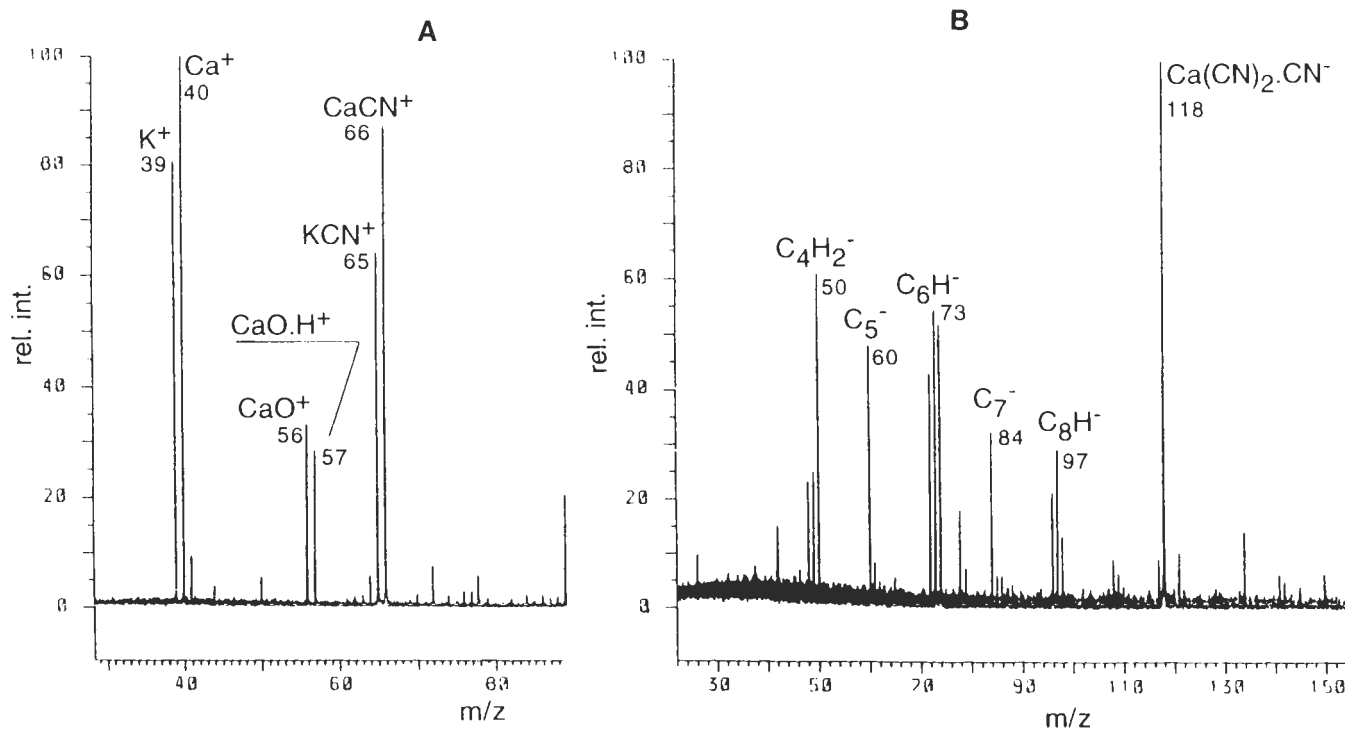 A
100
80
60
40
20
0
rel. int.
K+
39
Ca+
40
CaCN+
66
KCN+
65
CaO.H+
57
CaO+
56
40
60
80
m/z
B
100
80
60
40
20
0
rel. int.
C4H2-
50
C5-
60
C6H-
73
C7-
84
C8H-
97
Ca(CN)2.CN-
118
30
50
70
90
110
130
150
m/z